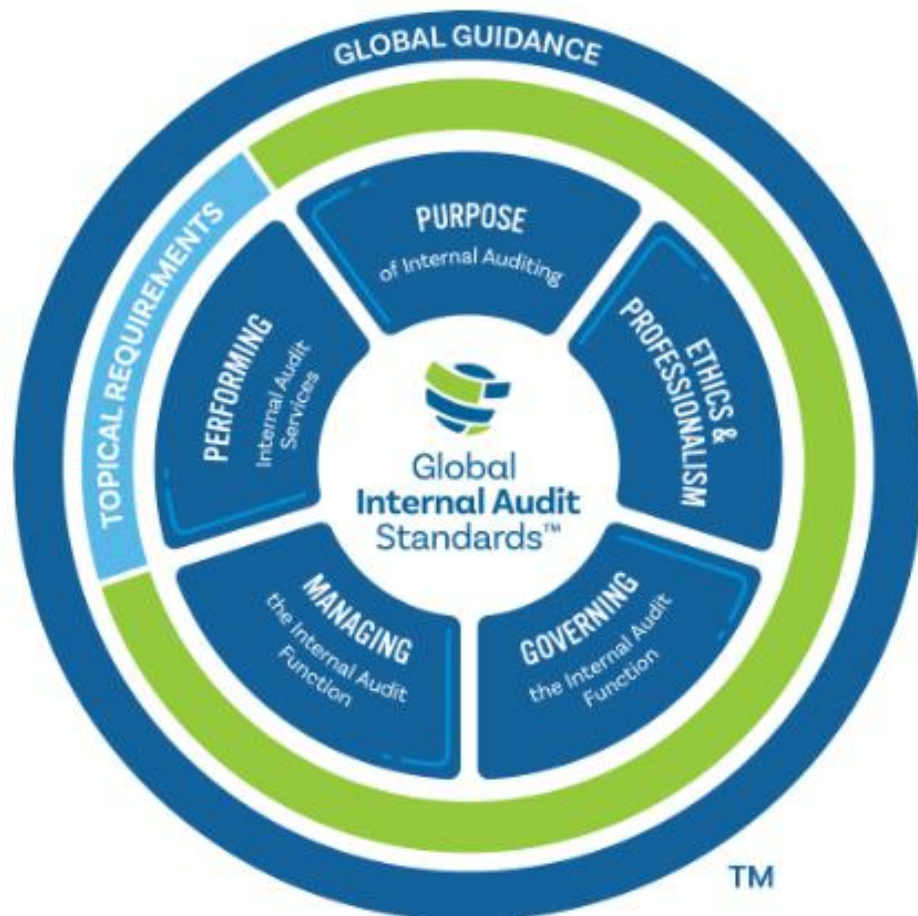 GLOBAL GUIDANCE
TOPICAL REQUIREMENTS
PURPOSE
of Internal Auditing
ETHICS &
PROFESSIONALISM
GOVERNING
the Internal Audit
Function
MANAGING
the Internal Audit
Function
PERFORMING
Internal Audit
Services
Global
Internal Audit
Standards™
TM